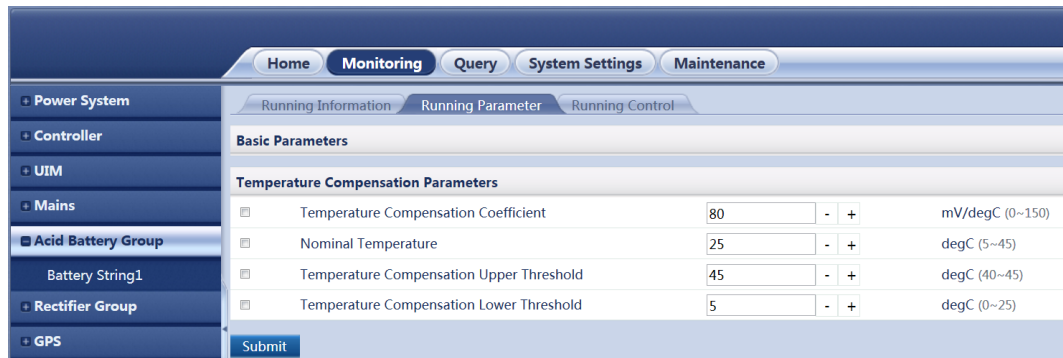 Home Monitoring Query System Settings Maintenance
Power System
Controller
UIM
Mains
Acid Battery Group
Battery String1
Rectifier Group
GPS
Running Information Running Parameter Running Control
Basic Parameters
Temperature Compensation Parameters
Temperature Compensation Coefficient 80 - + mV/degC (0~150)
Nominal Temperature 25 - + degC (5~45)
Temperature Compensation Upper Threshold 45 - + degC (40~45)
Temperature Compensation Lower Threshold 5 - + degC (0~25)
Submit